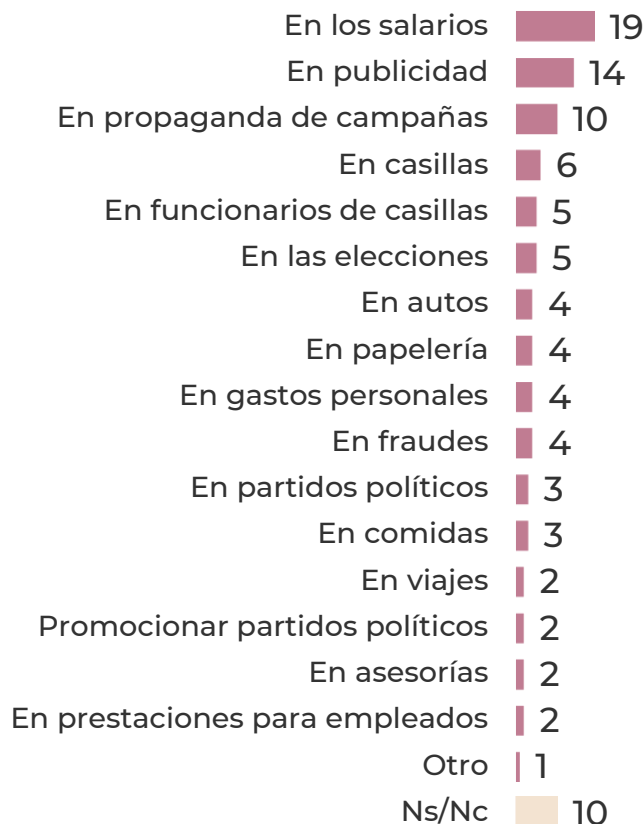 En los salarios 19
En publicidad 14
En propaganda de campañas 10
En casillas 6
En funcionarios de casillas 5
En las elecciones 5
En autos 4
En papelería 4
En gastos personales 4
En fraudes 4
En partidos políticos 3
En comidas 3
En viajes 2
Promocionar partidos políticos 2
En asesorías 2
En prestaciones para empleados 2
Otro 1
Ns/Nc 10